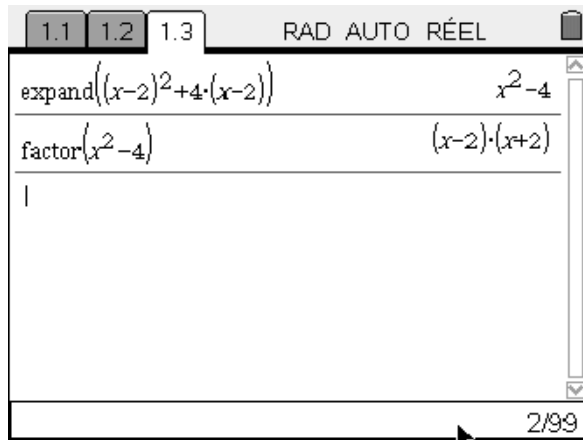 1.1 1.2 1.3 RAD AUTO RÉEL
expand((x-2)²+4·(x-2)) x²-4
factor(x²-4) (x-2)·(x+2)
2/99